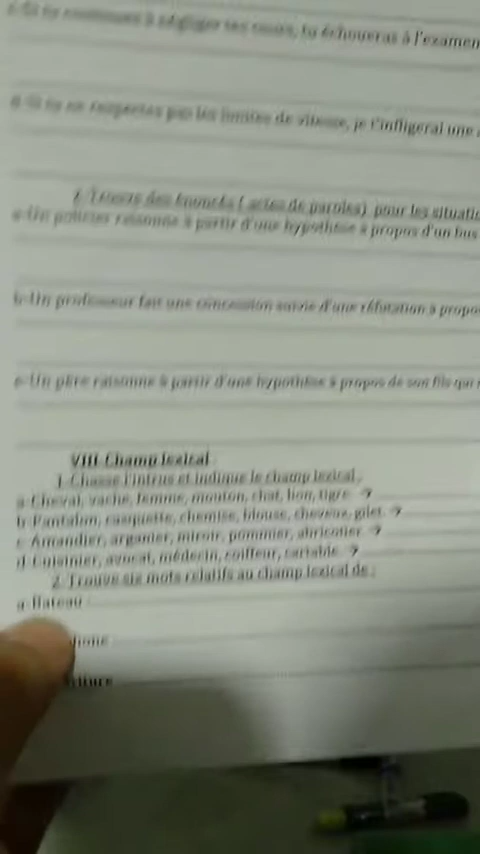 c-Si tu continues à négliger tes cours, tu échoueras à l'examen
d-Si tu ne respectes pas les limites de vitesse, je t'infligerai une
2. Trouve des énoncés ( actes de paroles) pour les situati
a-Un policier raisonne à partir d'une hypothèse à propos d'un bus
b-Un professeur fait une concession suivie d'une réfutation à propo
c-Un père raisonne à partir d'une hypothèse à propos de son fils qui
VIII-Champ lexical
1. Chasse l'intrus et indique le champ lexical.
a-Cheval, vache, femme, mouton, chat, lion, tigre →
b-Pantalon, casquette, chemise, blouse, cheveux, gilet →
c-Amandier, arganier, miroir, pommier, abricotier →
d-Cuisinier, avocat, médecin, coiffeur, cartable →
2. Trouve six mots relatifs au champ lexical de :
a-Bateau